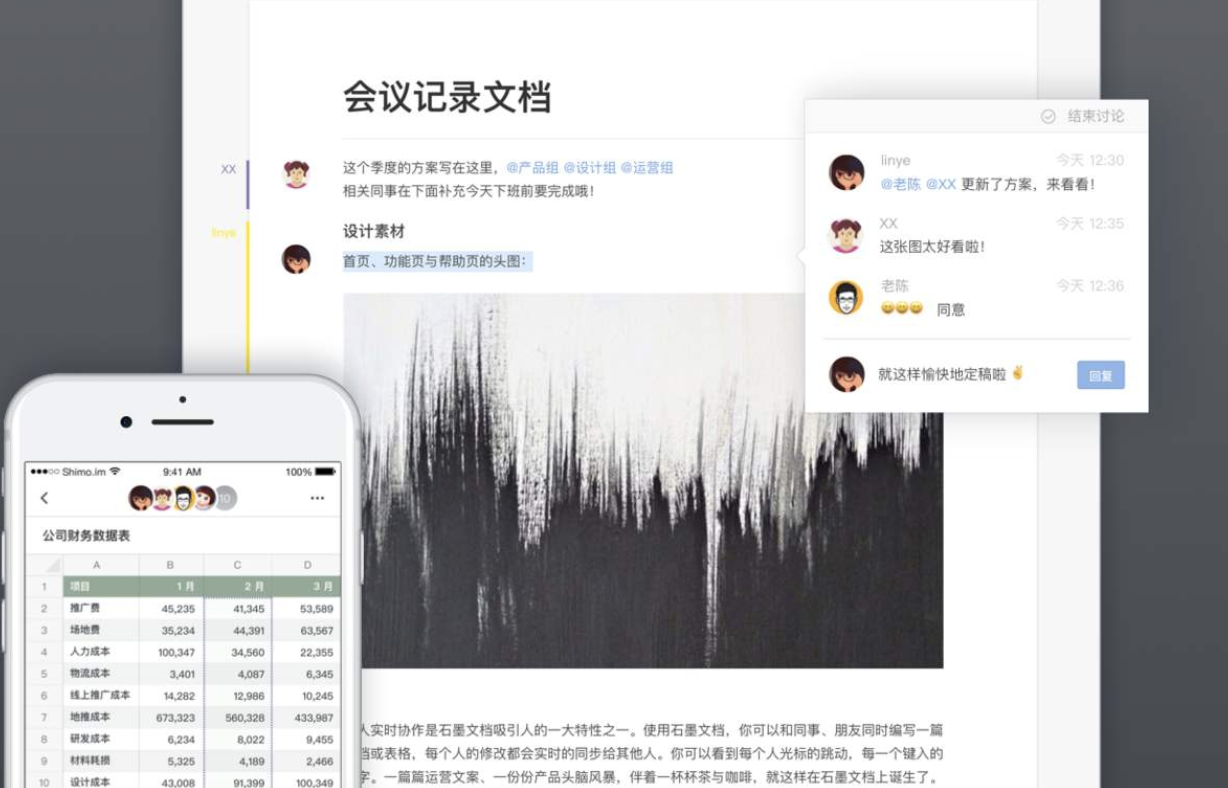 会议记录文档
XX
这个季度的方案写在这里，@产品组 @设计组 @运营组
相关同事在下面补充今天下班前要完成哦！
linye
设计素材
首页、功能页与帮助页的头图：
结束讨论
linye 今天 12:30
@老陈 @XX 更新了方案，来看看！
XX 今天 12:35
这张图太好看啦！
老陈 今天 12:36
😄😄😄 同意
就这样愉快地定稿啦✌ 回复
Shimo.im 9:41 AM 100%
10
公司财务数据表
A B C D
1 项目 1 月 2 月 3 月
2 推广费 45,235 41,345 53,589
3 场地费 35,234 44,391 63,567
4 人力成本 100,347 34,560 22,355
5 物流成本 3,401 4,087 6,345
6 线上推广成本 14,282 12,986 10,245
7 地推成本 673,323 560,328 433,987
8 研发成本 6,234 8,022 9,455
9 材料耗损 5,325 4,189 2,466
10 设计成本 43,008 91,399 100,349
人实时协作是石墨文档吸引人的一大特性之一。使用石墨文档，你可以和同事、朋友同时编写一篇
档或表格，每个人的修改都会实时的同步给其他人。你可以看到每个人光标的跳动，每一个键入的
字。一篇篇运营文案、一份份产品头脑风暴，伴着一杯杯茶与咖啡，就这样在石墨文档上诞生了。